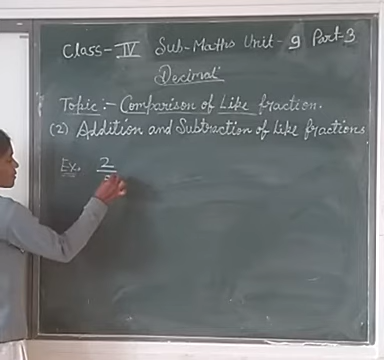 Class-IV Sub-Maths Unit-9 Part-3
Decimal
Topic:- Comparison of Like fraction.
(2) Addition and Subtraction of Like fractions
Ex. 2